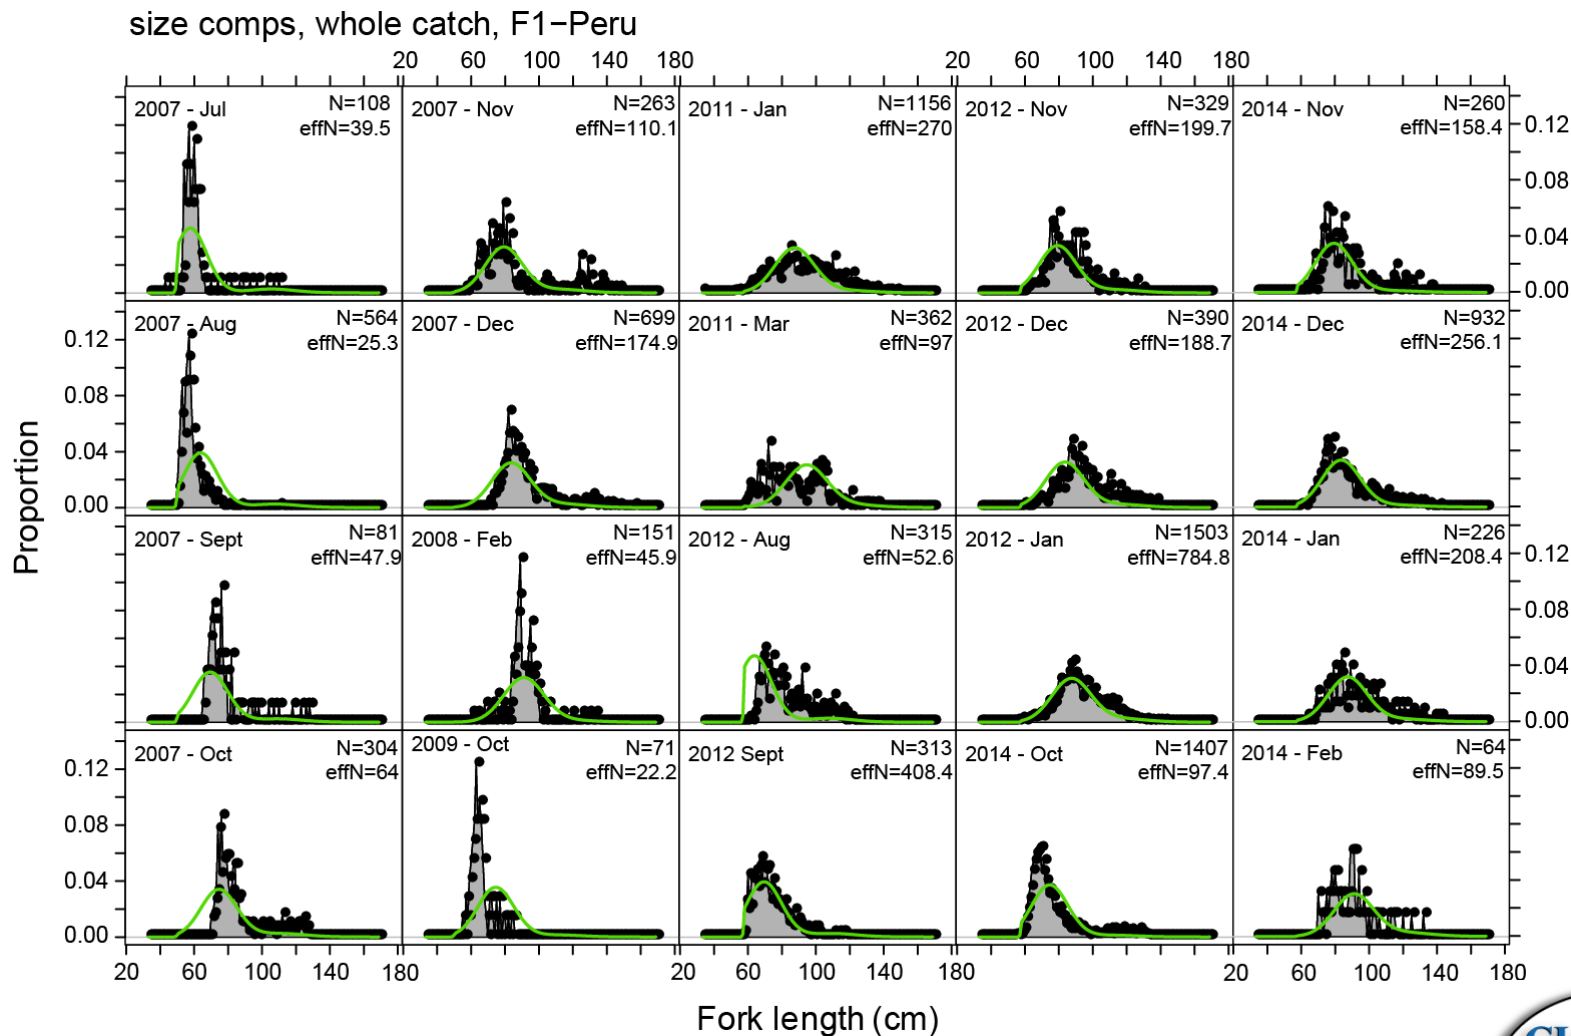 size comps, whole catch, F1−Peru
20 60 100 140 180 20 60 100 140 180
2007 - Jul N=108
effN=39.5
2007 - Nov N=263
effN=110.1
2011 - Jan N=1156
effN=270
2012 - Nov N=329
effN=199.7
2014 - Nov N=260
effN=158.4
0.12
0.08
0.04
0.00
2007 - Aug N=564
effN=25.3
2007 - Dec N=699
effN=174.9
2011 - Mar N=362
effN=97
2012 - Dec N=390
effN=188.7
2014 - Dec N=932
effN=256.1
0.12
0.08
0.04
0.00
2007 - Sept N=81
effN=47.9
2008 - Feb N=151
effN=45.9
2012 - Aug N=315
effN=52.6
2012 - Jan N=1503
effN=784.8
2014 - Jan N=226
effN=208.4
0.12
0.08
0.04
0.00
2007 - Oct N=304
effN=64
2009 - Oct N=71
effN=22.2
2012 Sept N=313
effN=408.4
2014 - Oct N=1407
effN=97.4
2014 - Feb N=64
effN=89.5
0.12
0.08
0.04
0.00
20 60 100 140 180 20 60 100 140 180 20 60 100 140 180
Proportion
Fork length (cm)